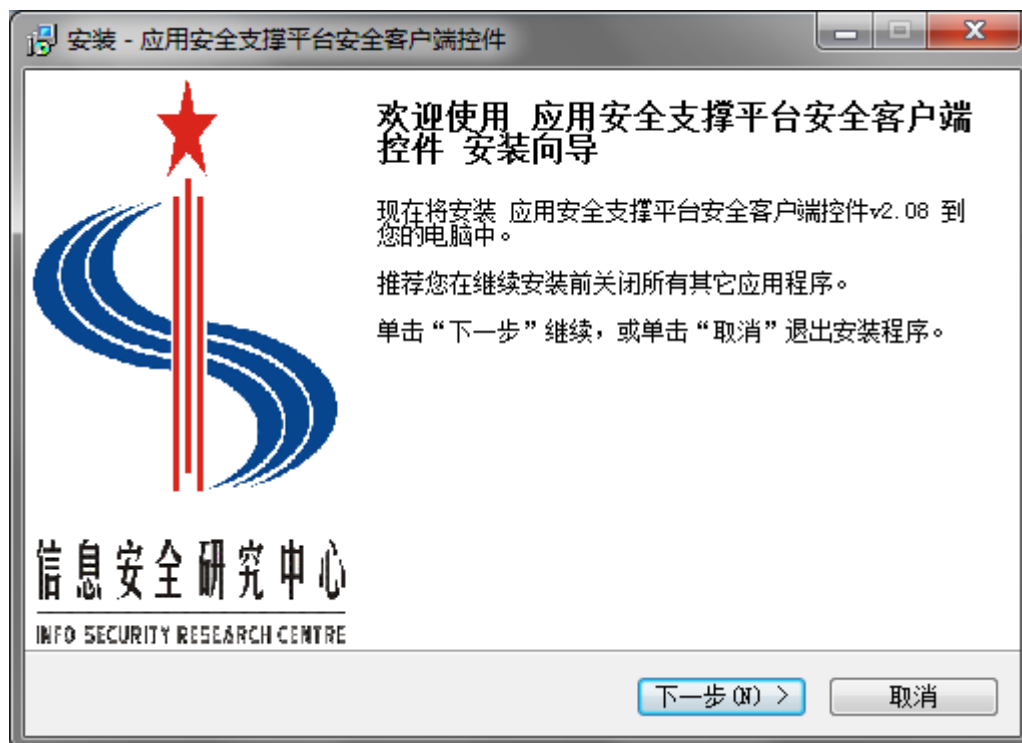 安装 - 应用安全支撑平台安全客户端控件
欢迎使用 应用安全支撑平台安全客户端
控件 安装向导
现在将安装 应用安全支撑平台安全客户端控件v2.08 到
您的电脑中。
推荐您在继续安装前关闭所有其它应用程序。
单击“下一步”继续，或单击“取消”退出安装程序。
信息安全研究中心
INFO SECURITY RESEARCH CENTRE
下一步(N) >
取消